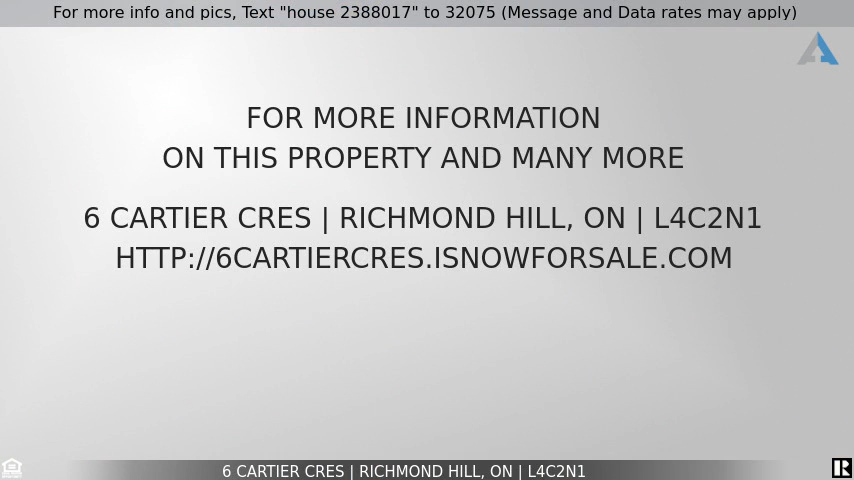 For more info and pics, Text "house 2388017" to 32075 (Message and Data rates may apply)
FOR MORE INFORMATION
ON THIS PROPERTY AND MANY MORE
6 CARTIER CRES | RICHMOND HILL, ON | L4C2N1
HTTP://6CARTIERCRES.ISNOWFORSALE.COM
6 CARTIER CRES | RICHMOND HILL, ON | L4C2N1